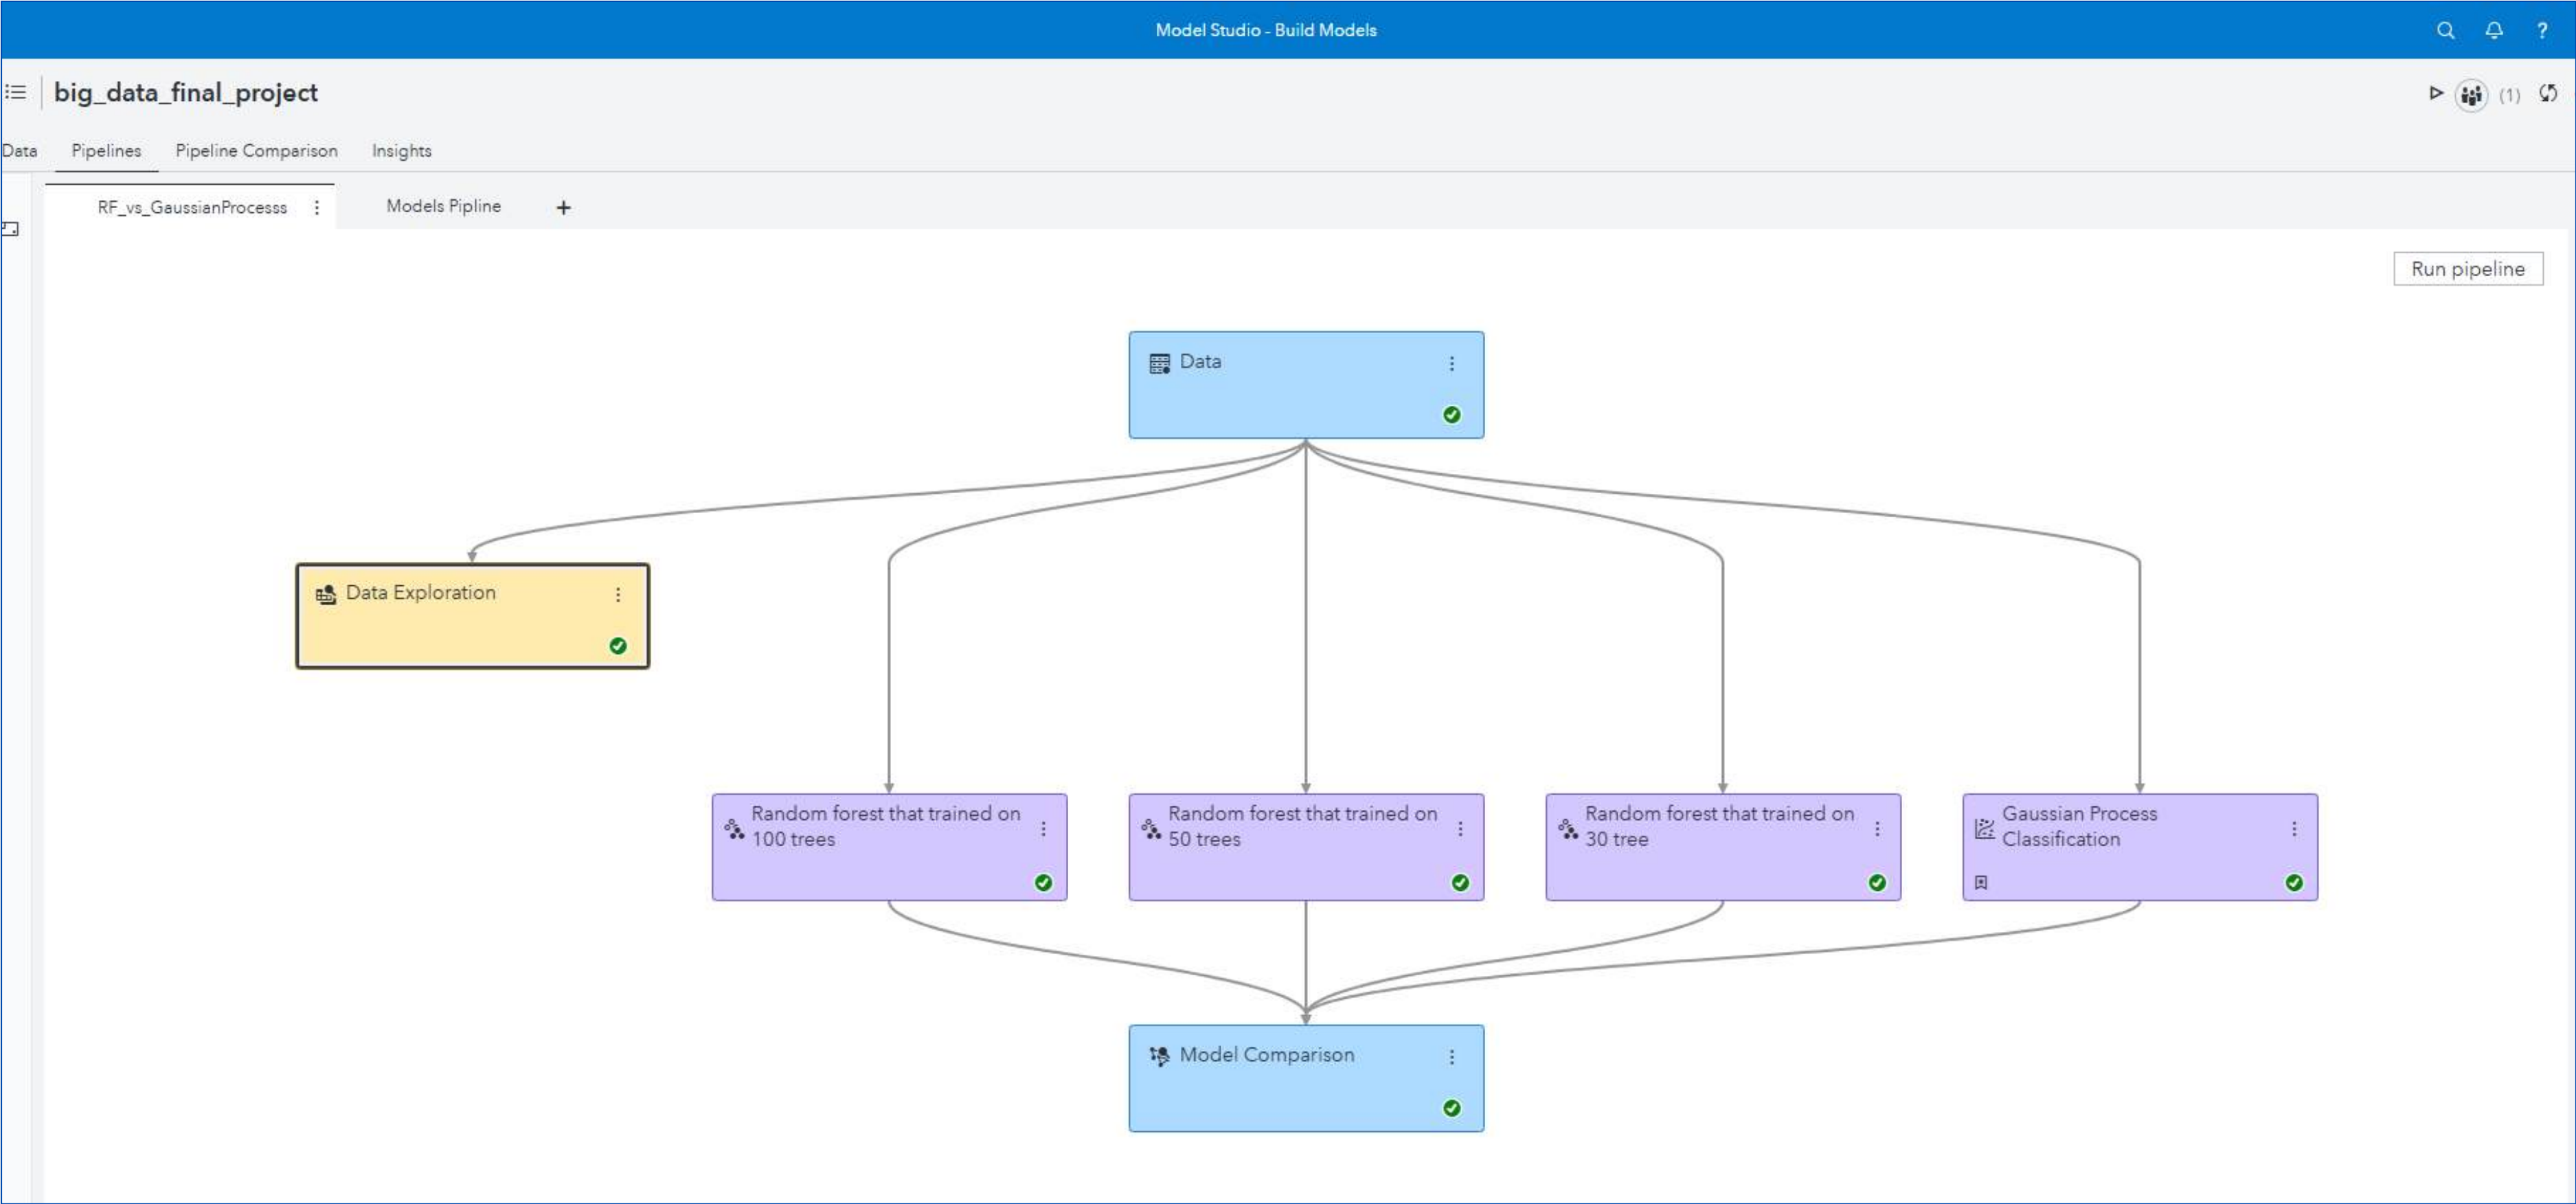 Model Studio - Build Models
?
big_data_final_project
(1)
Data Pipelines Pipeline Comparison Insights
RF_vs_GaussianProcesss Models Pipline +
Run pipeline
Data
Data Exploration
Random forest that trained on
100 trees
Random forest that trained on
50 trees
Random forest that trained on
30 tree
Gaussian Process
Classification
Model Comparison